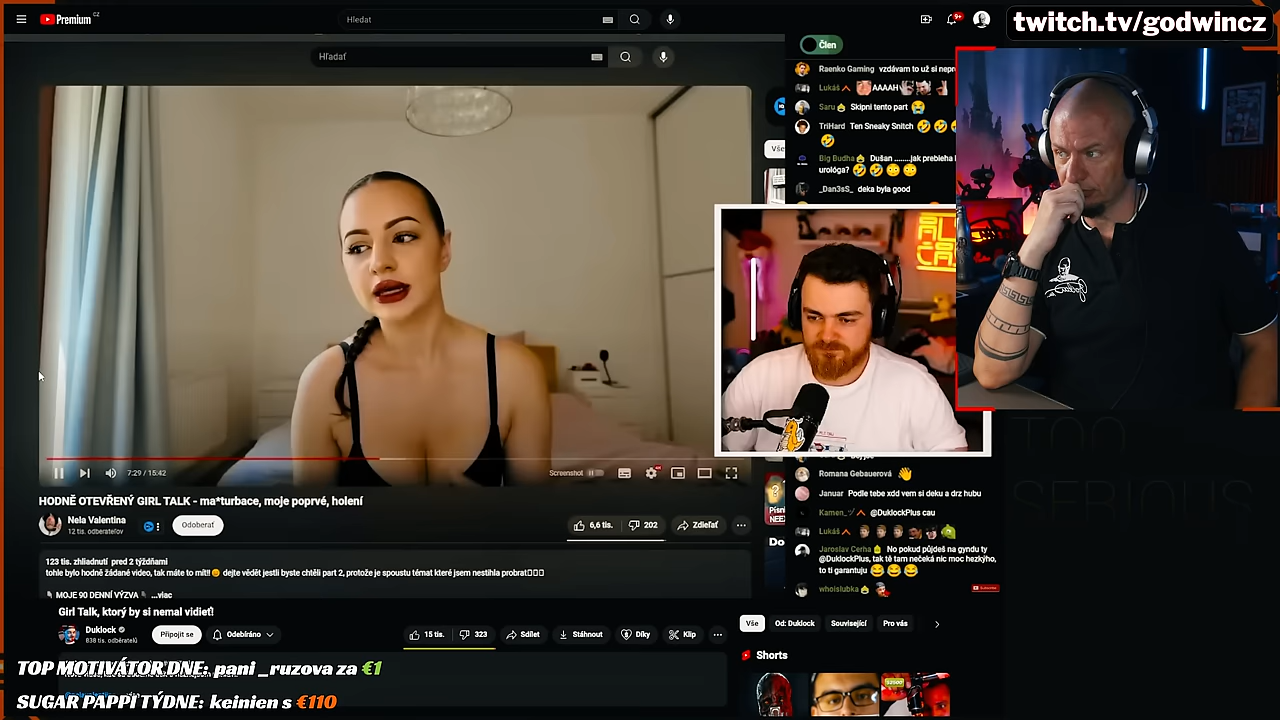 Premium CZ
Hledat
9+
twitch.tv/godwincz
Hľadať
Člen
Raenko Gaming vzdávam to už si nepr
Lukáš AAAAH
Saru Skipni tento part 😭
TriHard Ten Sneaky Snitch 🤣 🤣
🤣
Big Budha Dušan ........jak prebieha
urológa? 🤣 🤣 😳 😳
_Dan3sS_ deka byla good
Vše
7:29 / 15:42
Screenshot
HODNĚ OTEVŘENÝ GIRL TALK - ma*turbace, moje poprvé, holení
Nela Valentina
12 tis. odberateľov
Odoberať
6,6 tis.
202
Zdieľať
123 tis. zhliadnutí pred 2 týždňami
tohle bylo hodně žádané video, tak máte to mít!! dejte vědět jestli byste chtěli part 2, protože je spoustu témat které jsem nestihla probrat
MOJE 90 DENNÍ VÝZVA ...viac
Romana Gebauerová 👋
Januar Podle tebe xdd vem si deku a drz hubu
Kamen_ @DuklockPlus cau
Lukáš
Jaroslav Cerha No pokud půjdeš na gyndu ty
@DuklockPlus, tak tě tam nečeká nic moc hezkýho,
to ti garantuju 😂 😂 😂
whoislubka
TOO
SERIOUS
Girl Talk, ktorý by si nemal vidieť!
Duklock
838 tis. odběratelů
Připojit se
Odebíráno
15 tis.
323
Sdílet
Stáhnout
Díky
Klip
Vše
Od: Duklock
Související
Pro vás
Shorts
TOP MOTIVÁTOR DNE: pani _ruzova za €1
SUGAR PAPPI TÝDNE: keinien s €110